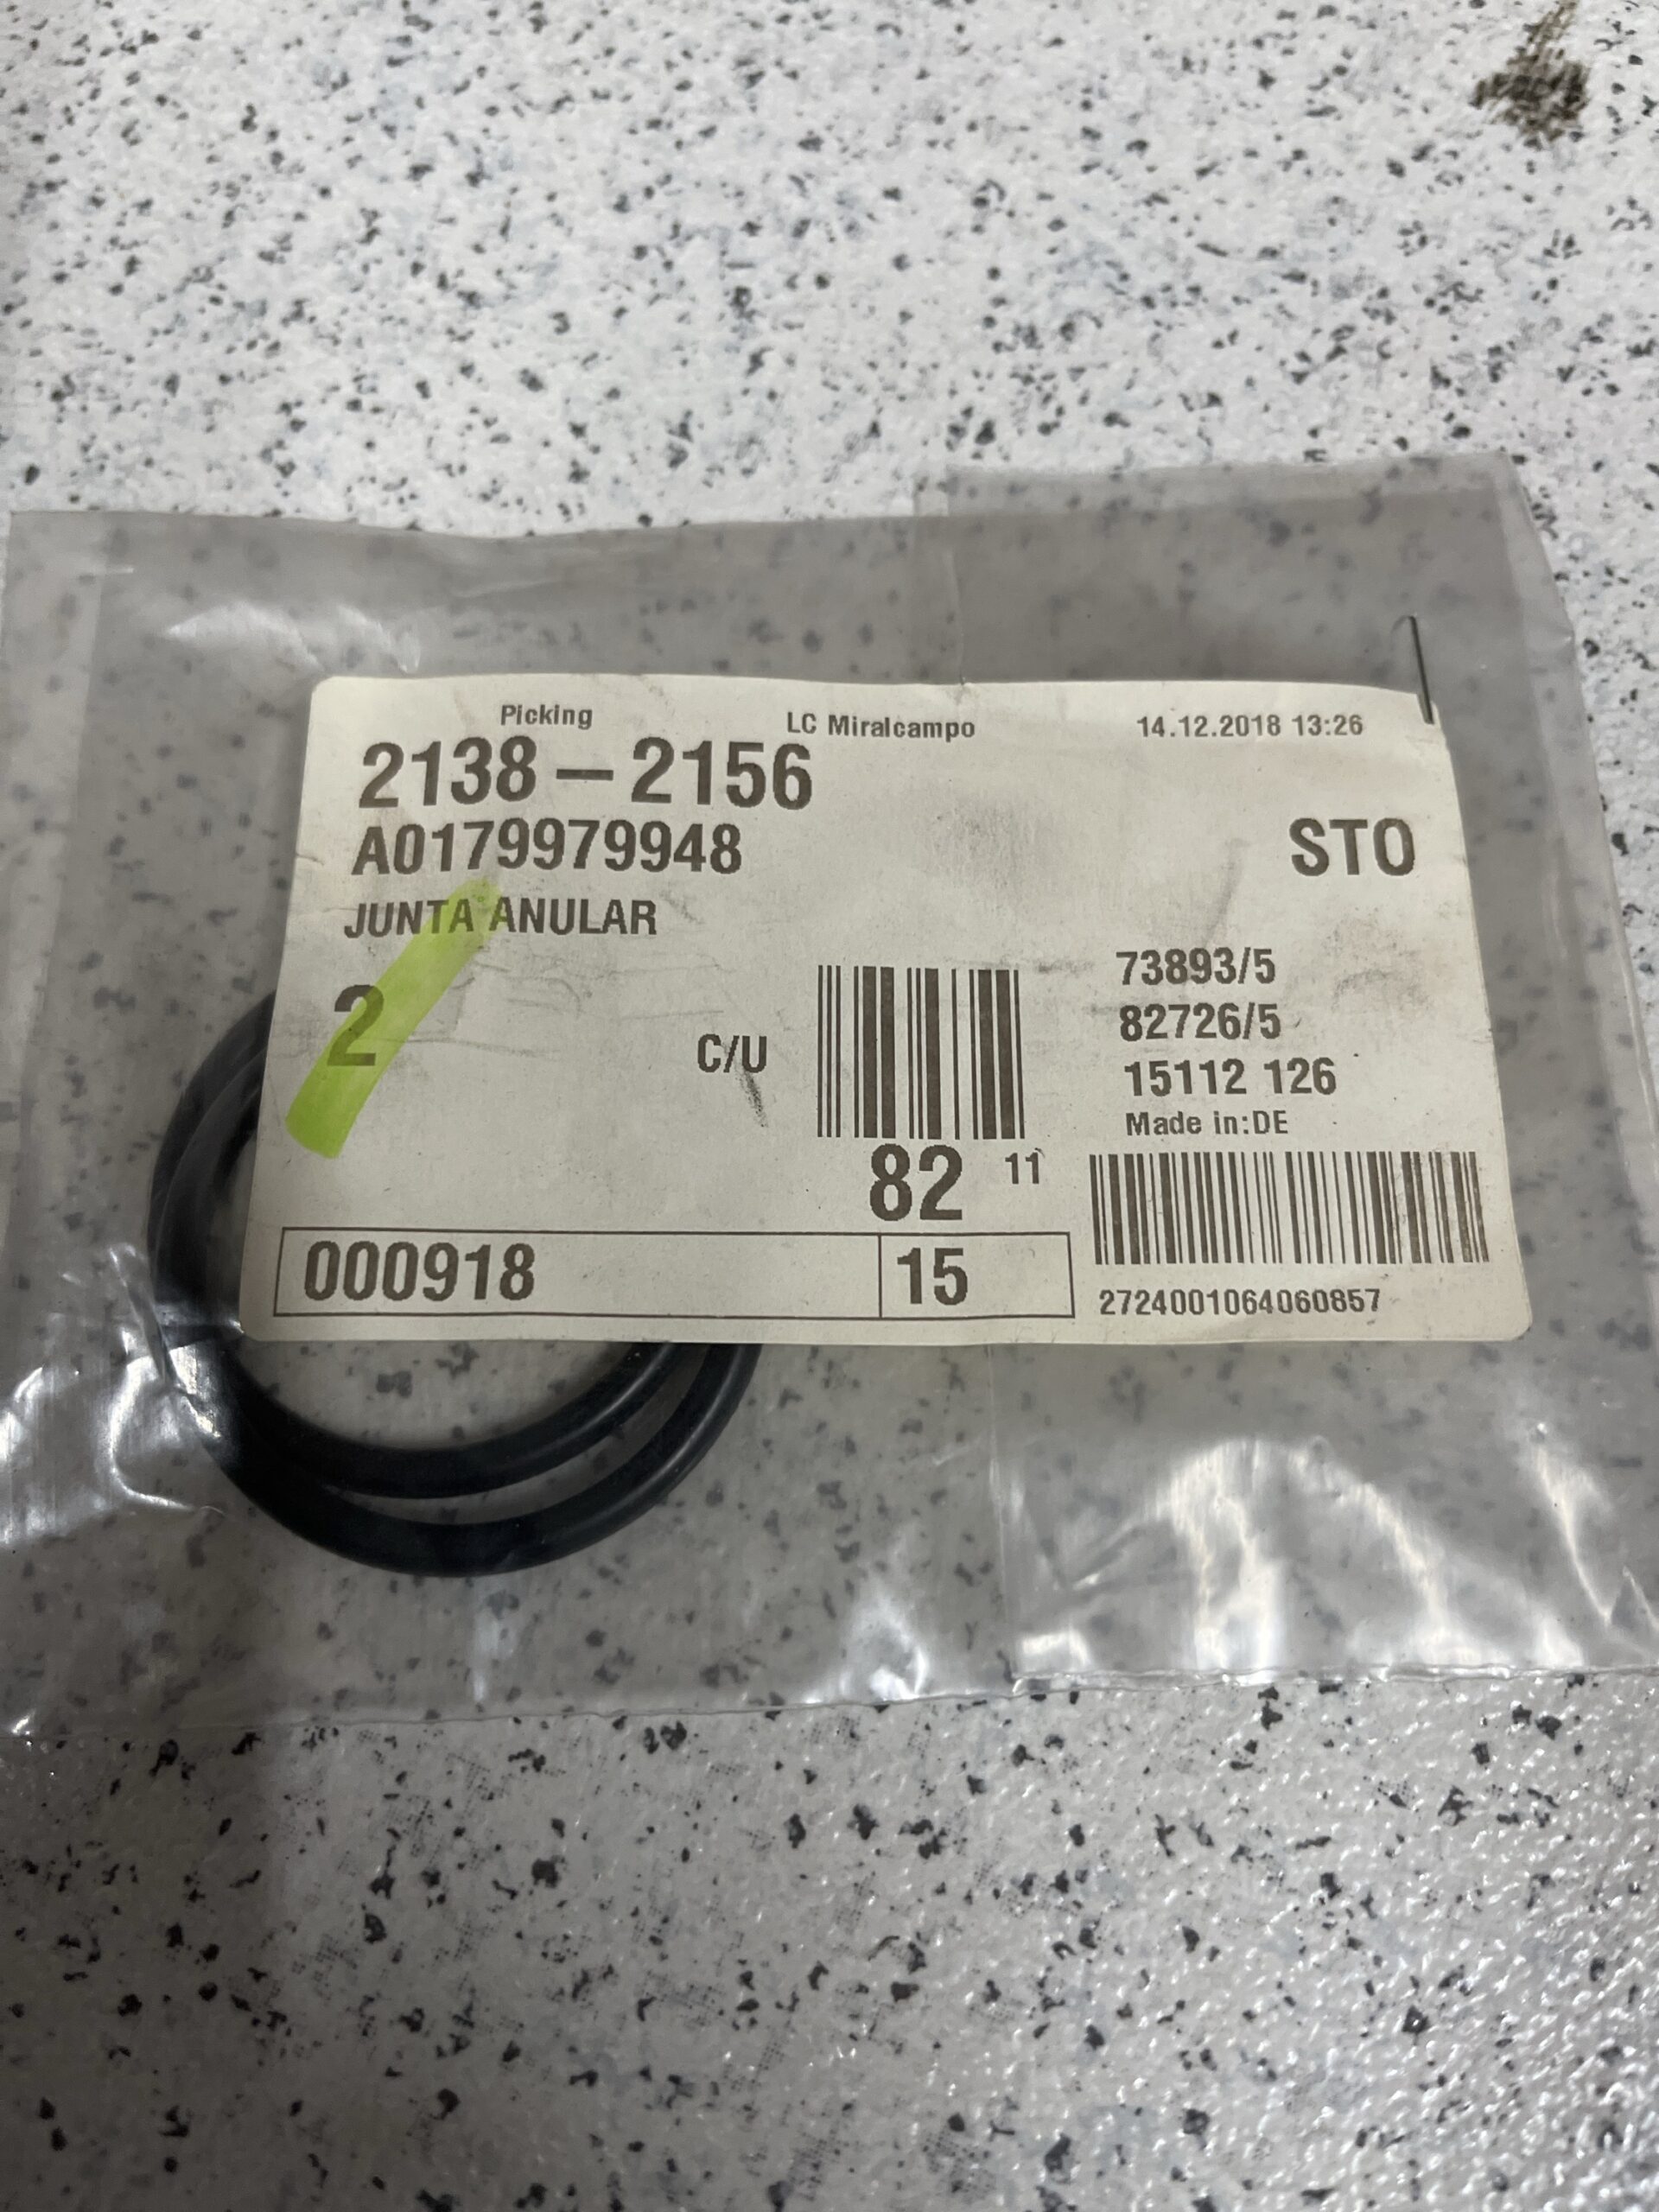 Picking LC Miralcampo 14.12.2018 13:26
2138 – 2156
A0179979948 STO
JUNTA ANULAR
73893/5
2 C/U 82726/5
15112 126
Made in:DE
82 11
000918 15
2724001064060857